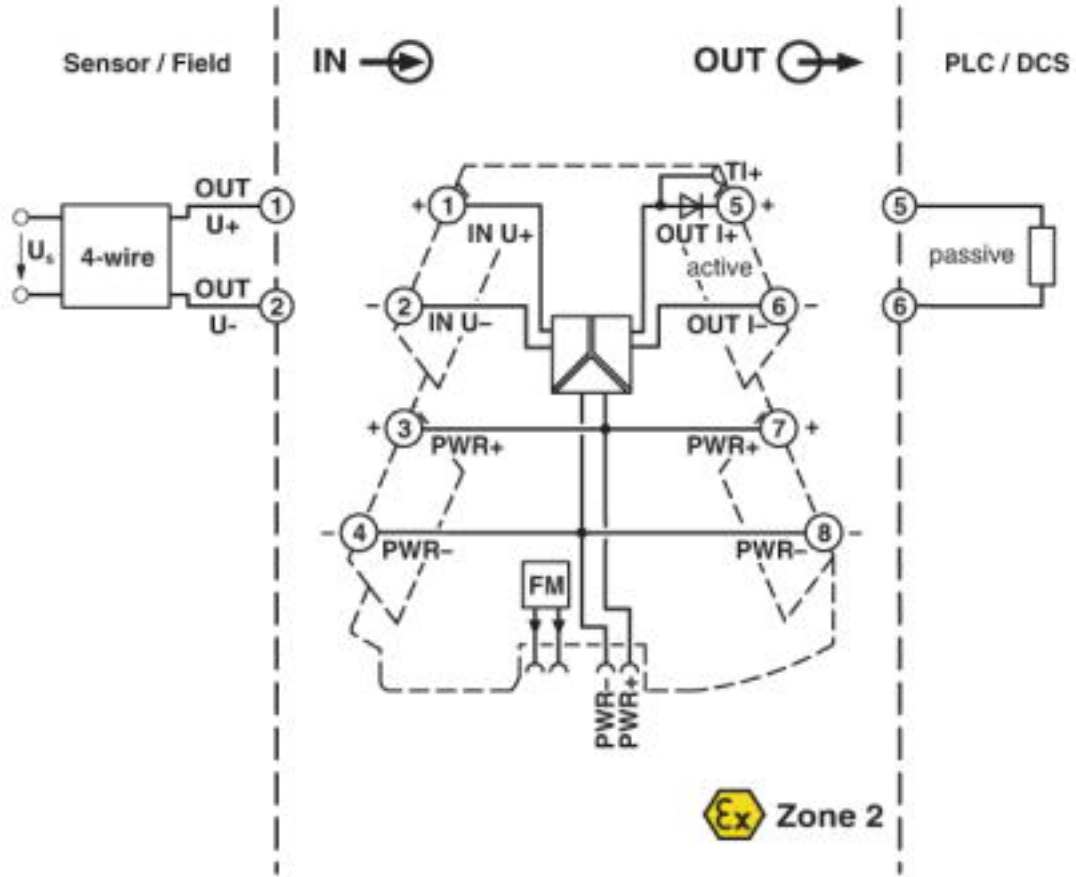 Sensor / Field
IN
OUT
PLC / DCS
OUT
U+
1
Us
4-wire
OUT
U-
2
+
1
IN U+
TI+
5
+
OUT I+
active
–
2
IN U–
6
–
OUT I–
5
passive
6
+
3
PWR+
7
+
PWR+
–
4
PWR–
8
–
PWR–
FM
PWR–
PWR+
Ex
Zone 2